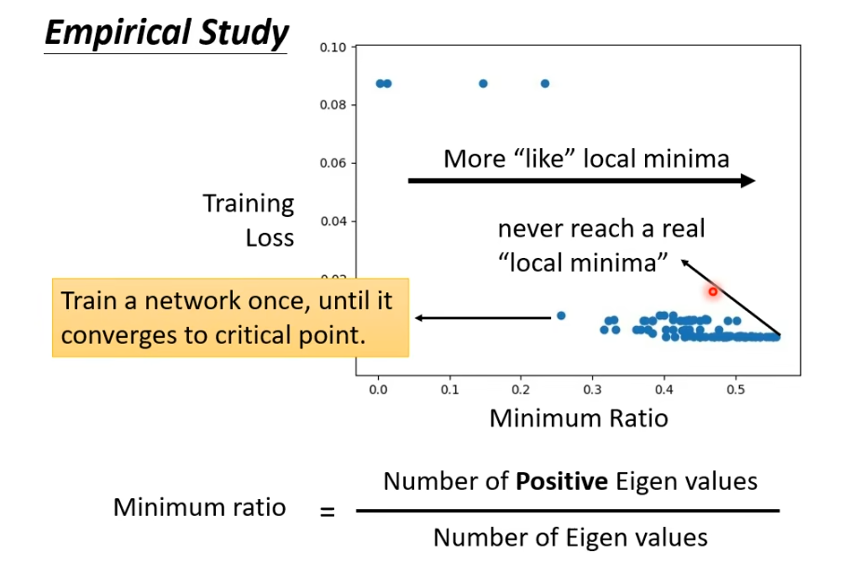 Empirical Study
0.10
0.08
0.06
0.04
0.02
Training
Loss
More “like” local minima
never reach a real
“local minima”
Train a network once, until it
converges to critical point.
0.0 0.1 0.2 0.3 0.4 0.5
Minimum Ratio
Minimum ratio =
Number of Positive Eigen values
Number of Eigen values